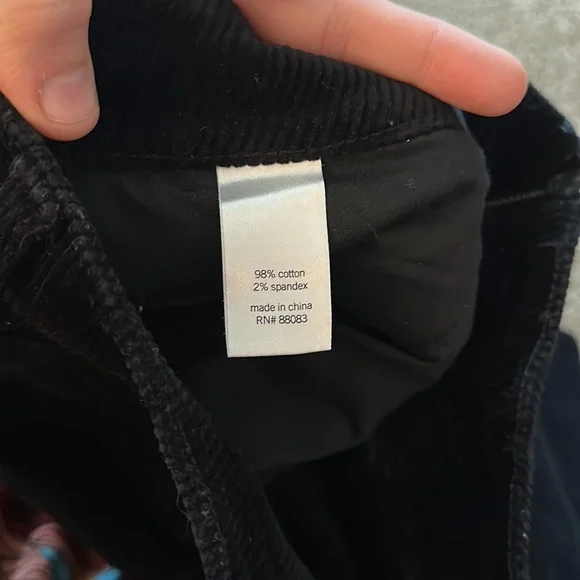 98% cotton
2% spandex
made in china
RN# 88083